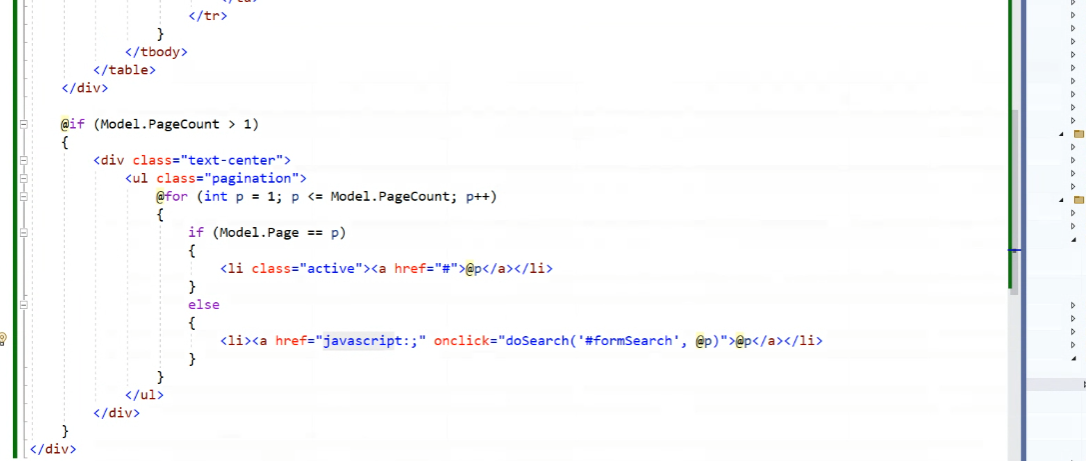 </tr>
}
</tbody>
</table>
</div>
@if (Model.PageCount > 1)
{
<div class="text-center">
<ul class="pagination">
@for (int p = 1; p <= Model.PageCount; p++)
{
if (Model.Page == p)
{
<li class="active"><a href="#">@p</a></li>
}
else
{
<li><a href="javascript:;" onclick="doSearch('#formSearch', @p)">@p</a></li>
}
}
</ul>
</div>
}
</div>